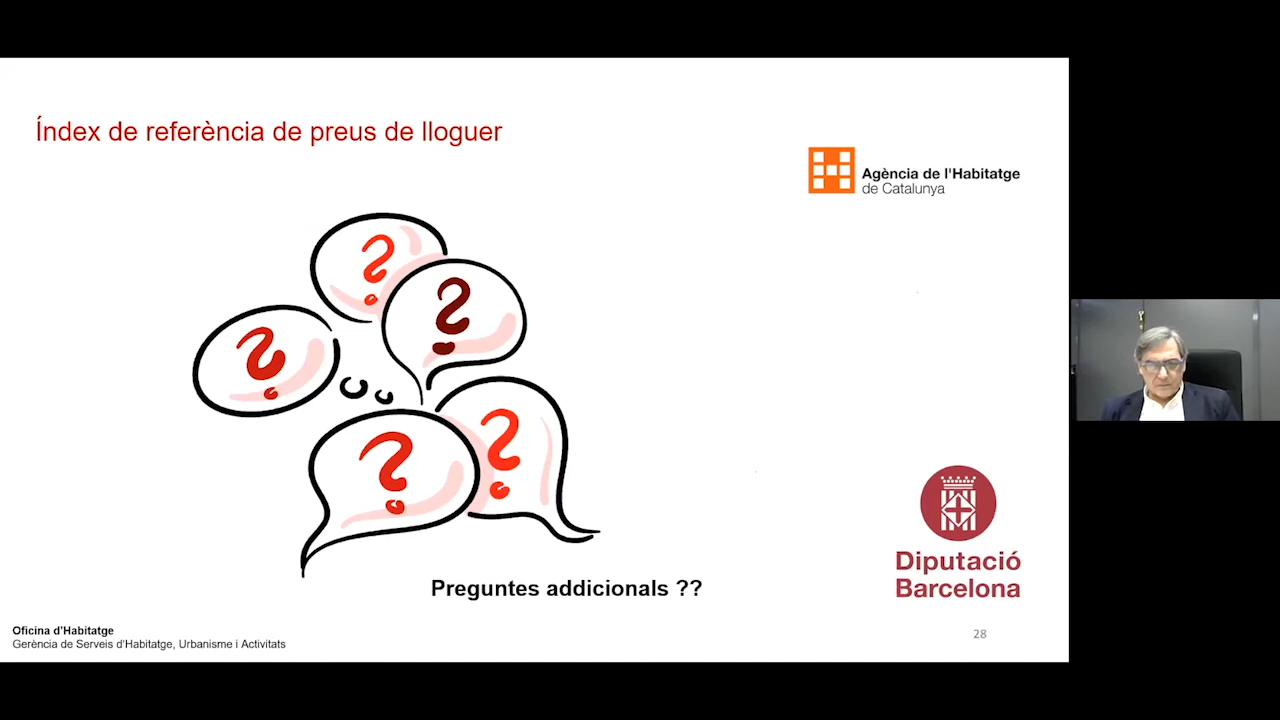 Índex de referència de preus de lloguer
Agència de l'Habitatge
de Catalunya
?
?
?
?
?
Diputació
Barcelona
Preguntes addicionals ??
Oficina d'Habitatge
Gerència de Serveis d'Habitatge, Urbanisme i Activitats
28